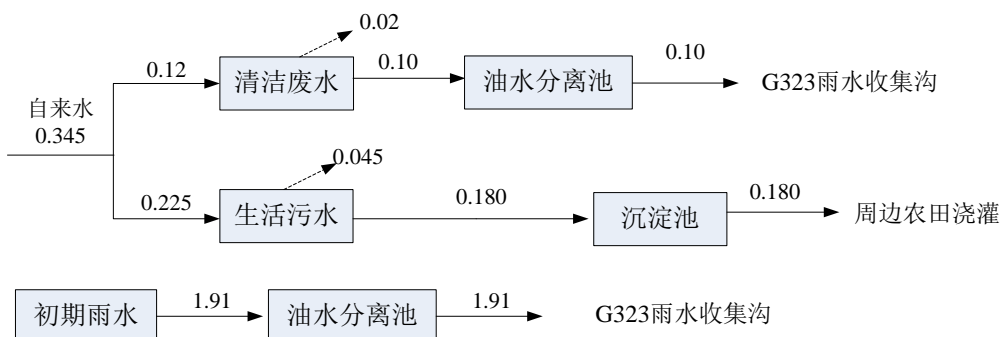 0.02
0.12
清洁废水
0.10
油水分离池
0.10
G323雨水收集沟
自来水
0.345
0.045
0.225
生活污水
0.180
沉淀池
0.180
周边农田浇灌
初期雨水
1.91
油水分离池
1.91
G323雨水收集沟